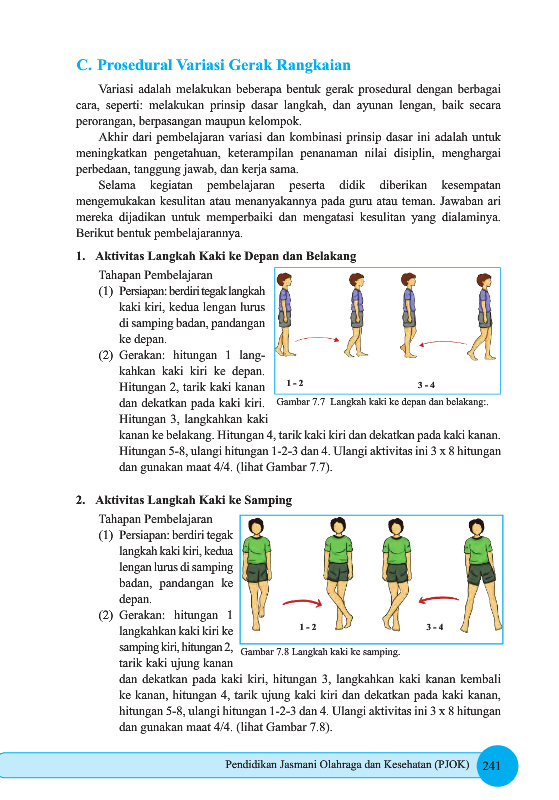 C. Prosedural Variasi Gerak Rangkaian
Variasi adalah melakukan beberapa bentuk gerak prosedural dengan berbagai
cara, seperti: melakukan prinsip dasar langkah, dan ayunan lengan, baik secara
perorangan, berpasangan maupun kelompok.
Akhir dari pembelajaran variasi dan kombinasi prinsip dasar ini adalah untuk
meningkatkan pengetahuan, keterampilan penanaman nilai disiplin, menghargai
perbedaan, tanggung jawab, dan kerja sama.
Selama kegiatan pembelajaran peserta didik diberikan kesempatan
mengemukakan kesulitan atau menanyakannya pada guru atau teman. Jawaban ari
mereka dijadikan untuk memperbaiki dan mengatasi kesulitan yang dialaminya.
Berikut bentuk pembelajarannya.
1. Aktivitas Langkah Kaki ke Depan dan Belakang
Tahapan Pembelajaran
(1) Persiapan: berdiri tegak langkah
kaki kiri, kedua lengan lurus
di samping badan, pandangan
ke depan.
(2) Gerakan: hitungan 1 lang-
kahkan kaki kiri ke depan.
Hitungan 2, tarik kaki kanan
dan dekatkan pada kaki kiri.
Hitungan 3, langkahkan kaki
kanan ke belakang. Hitungan 4, tarik kaki kiri dan dekatkan pada kaki kanan.
Hitungan 5-8, ulangi hitungan 1-2-3 dan 4. Ulangi aktivitas ini 3 x 8 hitungan
dan gunakan maat 4/4. (lihat Gambar 7.7).
1 - 2
3 - 4
Gambar 7.7 Langkah kaki ke depan dan belakang:.
2. Aktivitas Langkah Kaki ke Samping
Tahapan Pembelajaran
(1) Persiapan: berdiri tegak
langkah kaki kiri, kedua
lengan lurus di samping
badan, pandangan ke
depan.
(2) Gerakan: hitungan 1
langkahkan kaki kiri ke
samping kiri, hitungan 2,
tarik kaki ujung kanan
dan dekatkan pada kaki kiri, hitungan 3, langkahkan kaki kanan kembali
ke kanan, hitungan 4, tarik ujung kaki kiri dan dekatkan pada kaki kanan,
hitungan 5-8, ulangi hitungan 1-2-3 dan 4. Ulangi aktivitas ini 3 x 8 hitungan
dan gunakan maat 4/4. (lihat Gambar 7.8).
1 - 2
3 - 4
Gambar 7.8 Langkah kaki ke samping.
Pendidikan Jasmani Olahraga dan Kesehatan (PJOK) 241